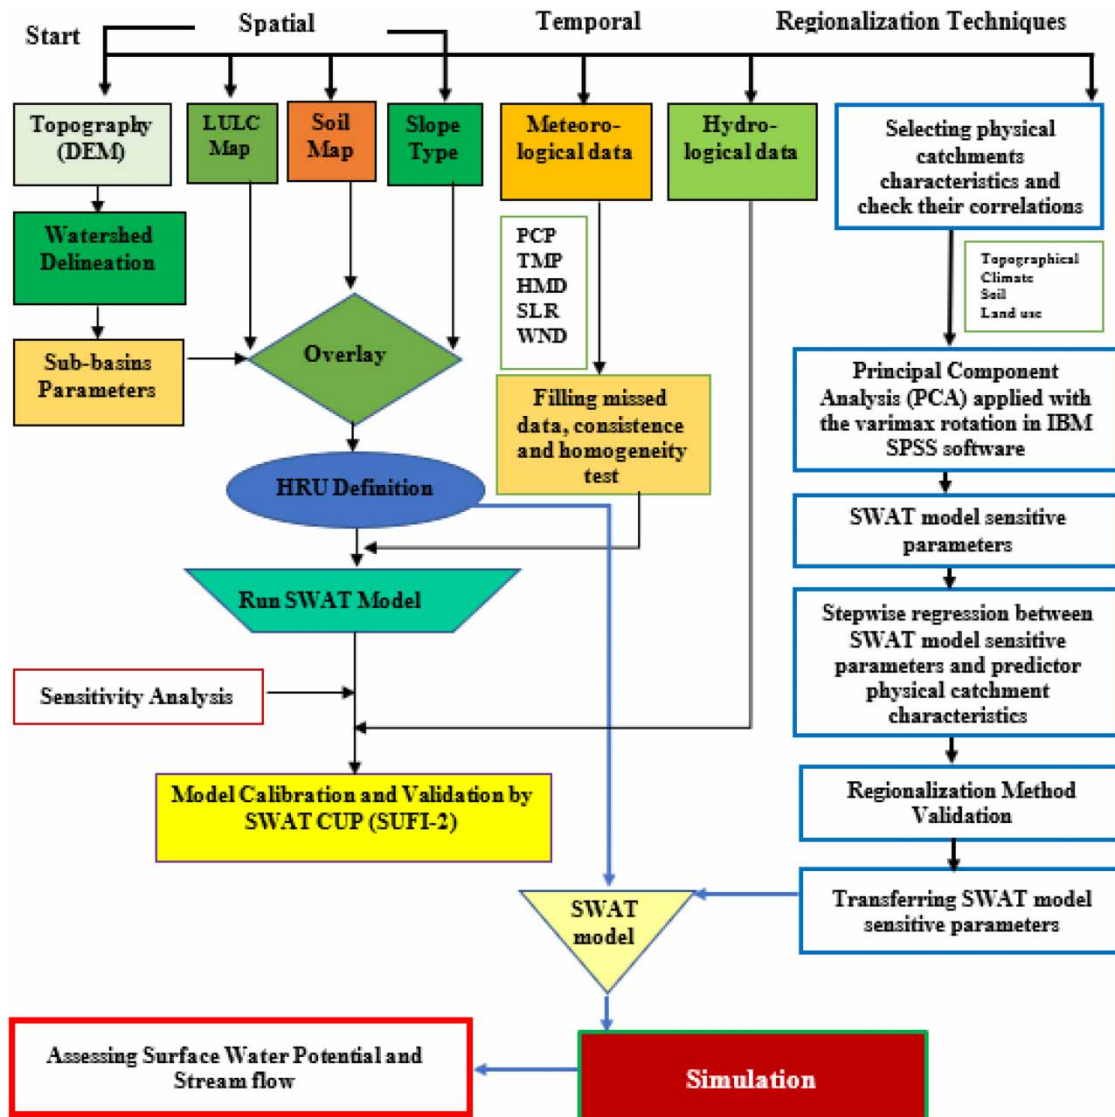 Start
Spatial
Temporal
Regionalization Techniques
Topography
(DEM)
LULC
Map
Soil
Map
Slope
Type
Meteoro-
logical data
Hydro-
logical data
Selecting physical
catchments
characteristics and
check their correlations
Watershed
Delineation
PCP
TMP
HMD
SLR
WND
Topographical
Climate
Soil
Land use
Sub-basins
Parameters
Overlay
Filling missed
data, consistence
and homogeneity
test
Principal Component
Analysis (PCA) applied with
the varimax rotation in IBM
SPSS software
HRU Definition
SWAT model sensitive
parameters
Run SWAT Model
Stepwise regression between
SWAT model sensitive
parameters and predictor
physical catchment
characteristics
Sensitivity Analysis
Model Calibration and Validation by
SWAT CUP (SUFI-2)
Regionalization Method
Validation
SWAT
model
Transferring SWAT model
sensitive parameters
Assessing Surface Water Potential and
Stream flow
Simulation